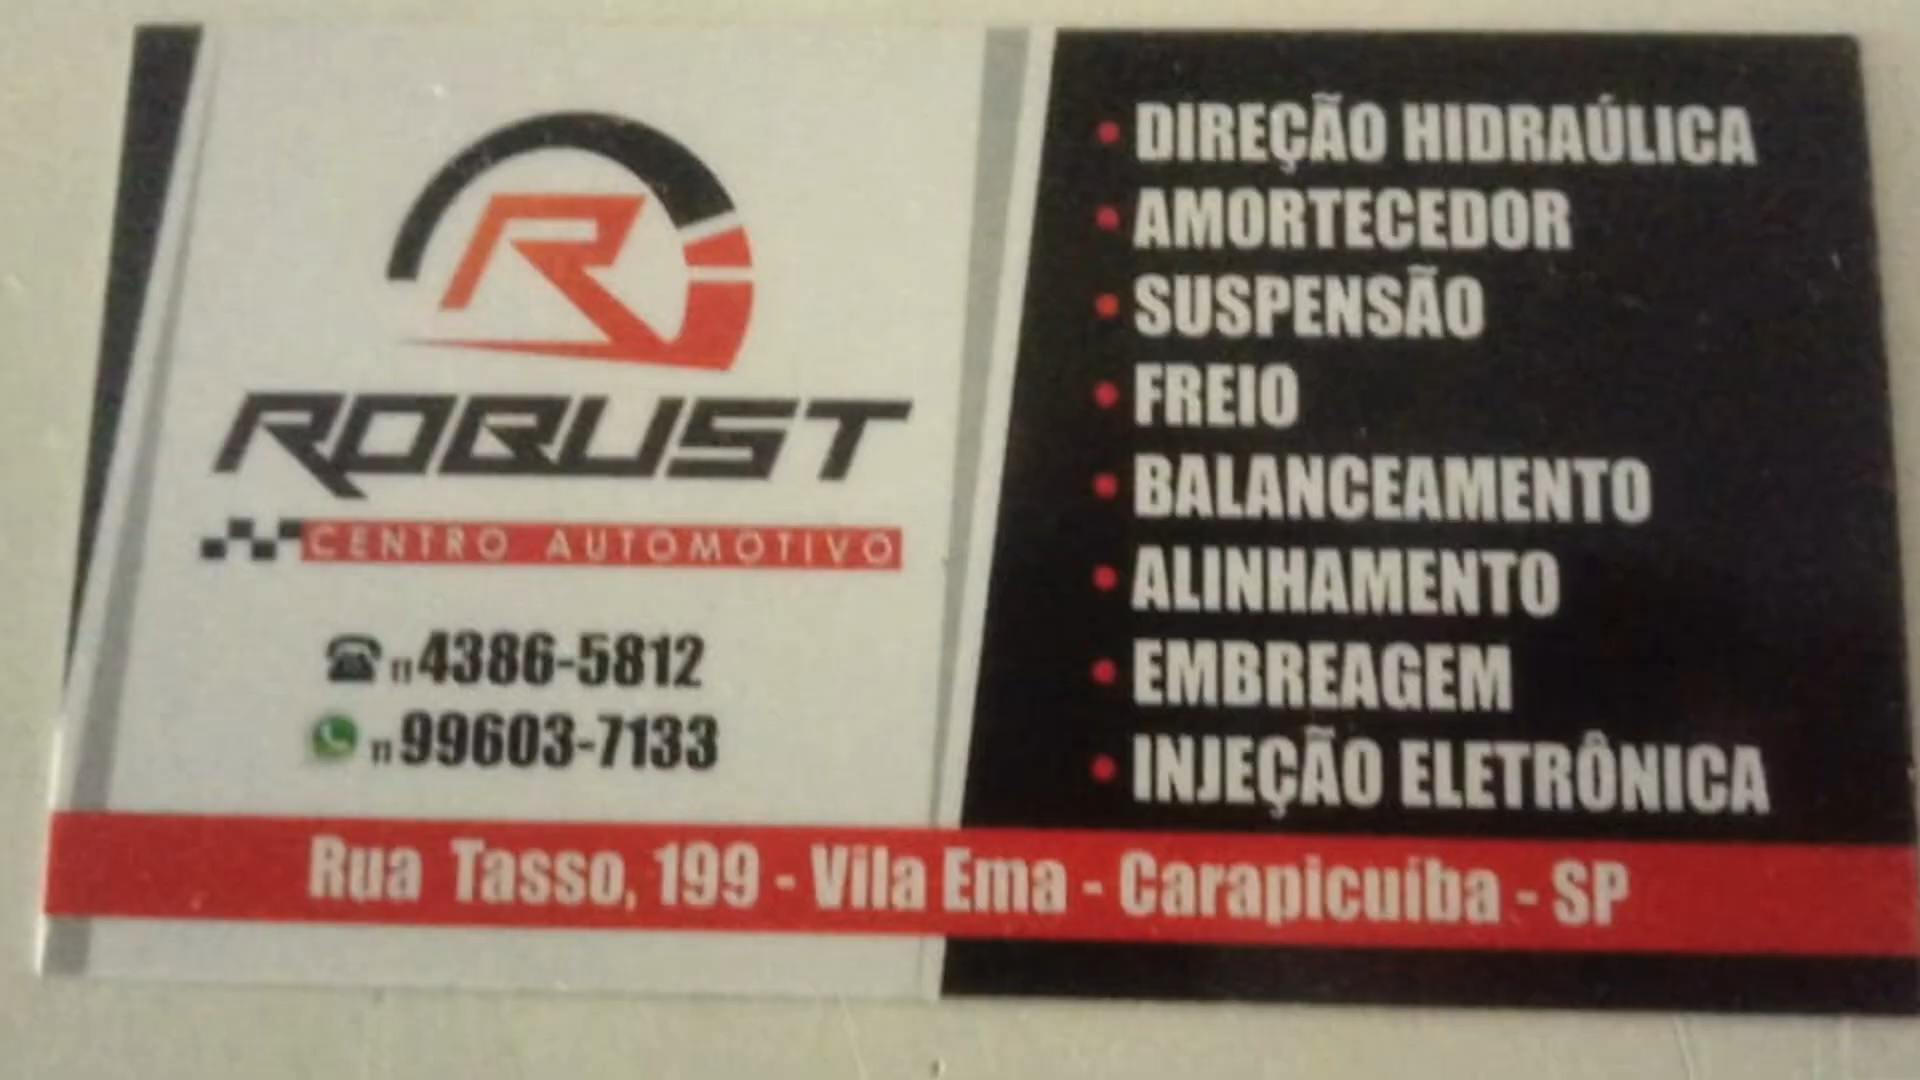 ROBUST
CENTRO AUTOMOTIVO
11 4386-5812
11 99603-7133
• DIREÇÃO HIDRAÚLICA
• AMORTECEDOR
• SUSPENSÃO
• FREIO
• BALANCEAMENTO
• ALINHAMENTO
• EMBREAGEM
• INJEÇÃO ELETRÔNICA
Rua Tasso, 199 - Vila Ema - Carapicuíba - SP